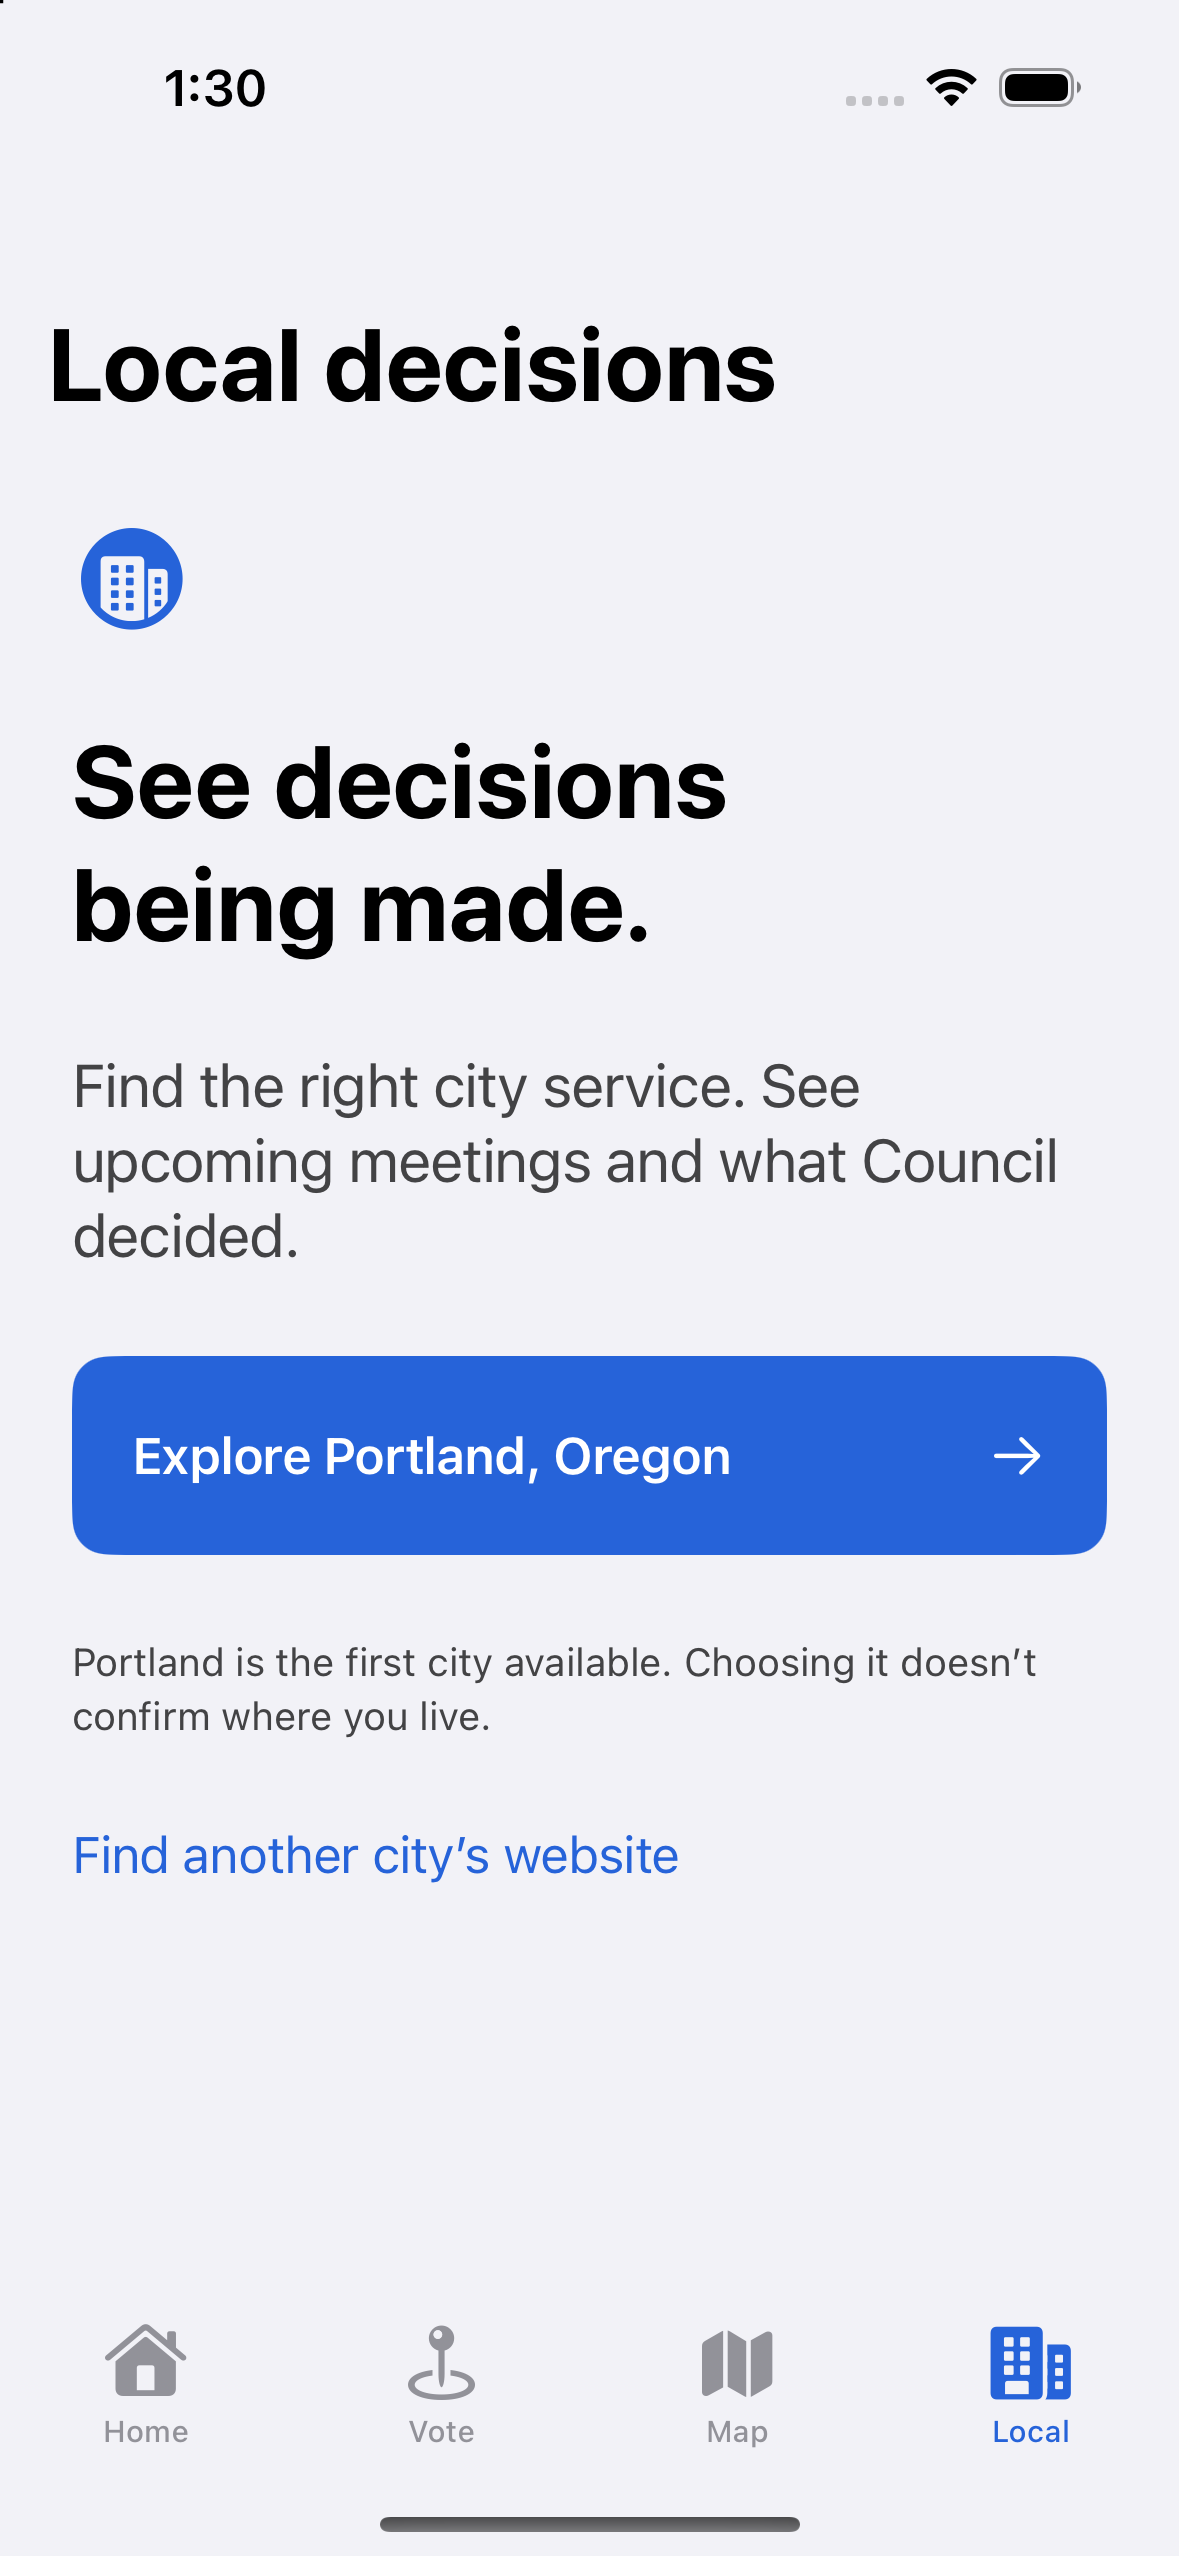 1:30
Local decisions
See decisions
being made.
Find the right city service. See
upcoming meetings and what Council
decided.
Explore Portland, Oregon
Portland is the first city available. Choosing it doesn’t
confirm where you live.
Find another city’s website
Home
Vote
Map
Local